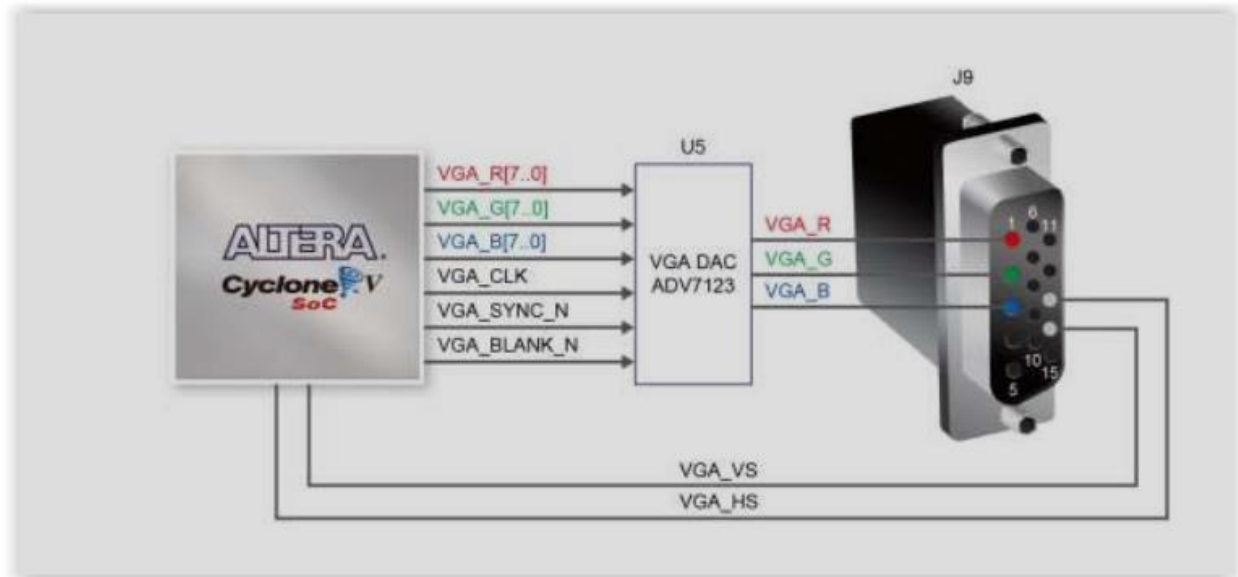 J9
U5
ALTERA.
Cyclone V
SoC
VGA_R[7..0]
VGA_G[7..0]
VGA_B[7..0]
VGA_CLK
VGA_SYNC_N
VGA_BLANK_N
VGA DAC
ADV7123
VGA_R
VGA_G
VGA_B
1 6 11
5 10 15
VGA_VS
VGA_HS